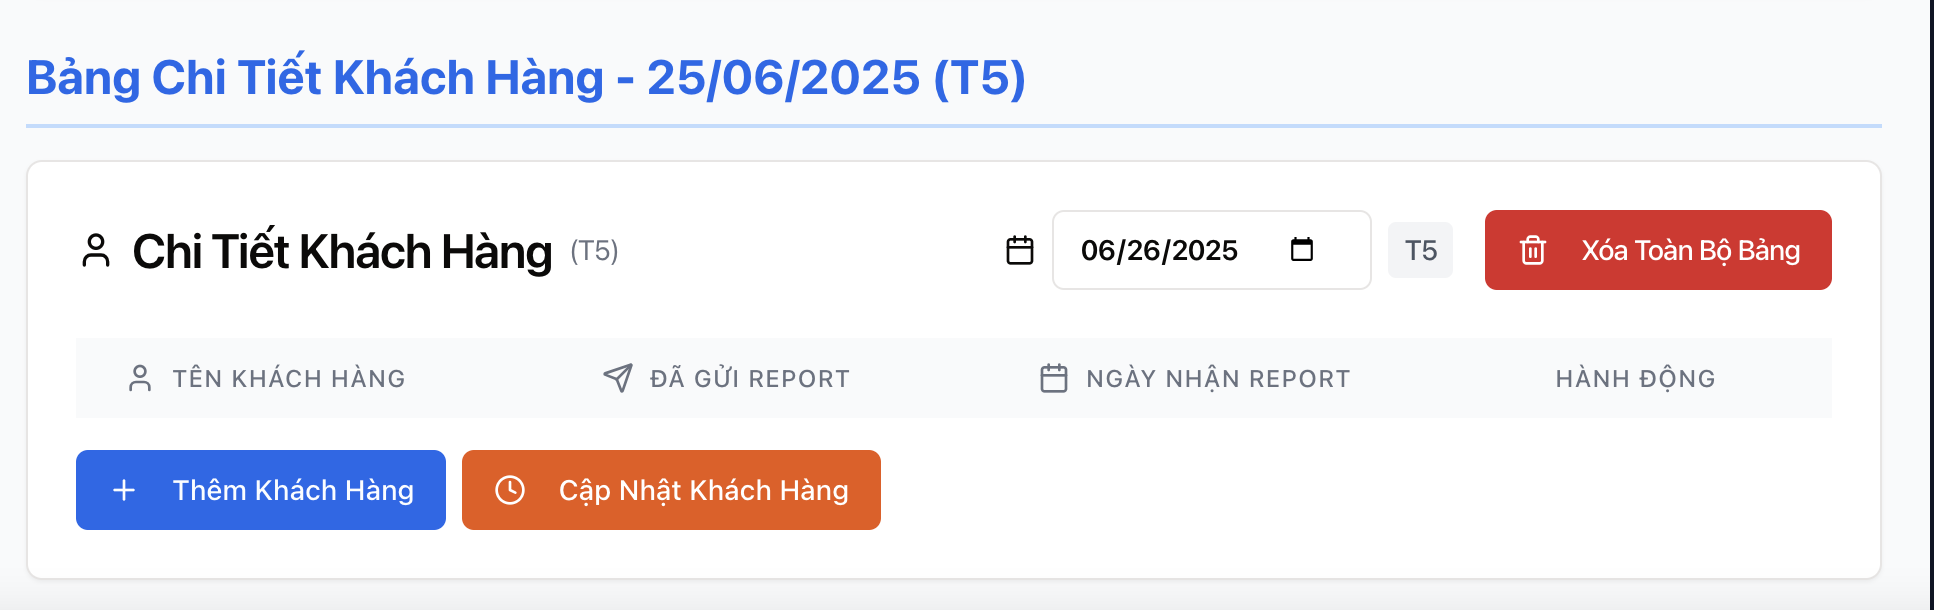 Bảng Chi Tiết Khách Hàng - 25/06/2025 (T5)
Chi Tiết Khách Hàng (T5) 06/26/2025 T5 Xóa Toàn Bộ Bảng
TÊN KHÁCH HÀNG ĐÃ GỬI REPORT NGÀY NHẬN REPORT HÀNH ĐỘNG
Thêm Khách Hàng Cập Nhật Khách Hàng